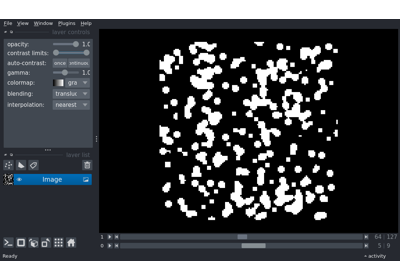 File View Window Plugins Help
layer controls
opacity: 1.0
contrast limits:
auto-contrast: once
gamma: 1.0
colormap: gra
blending: translu
interpolation: nearest
layer list
Image
1 64 127
0 5 9
Ready
activity